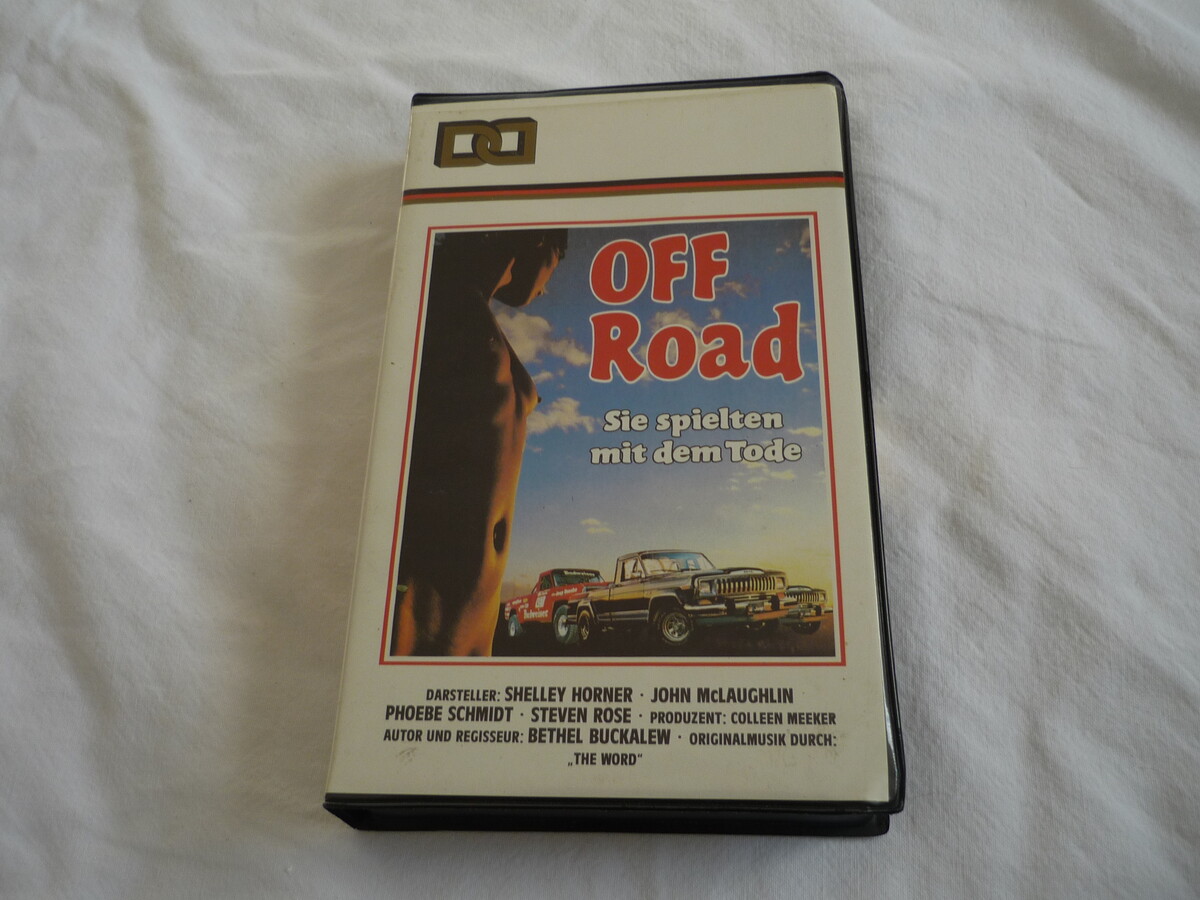 DD
OFF
Road
Sie spielten
mit dem Tode
DARSTELLER: SHELLEY HORNER · JOHN McLAUGHLIN
PHOEBE SCHMIDT · STEVEN ROSE · PRODUZENT: COLLEEN MEEKER
AUTOR UND REGISSEUR: BETHEL BUCKALEW · ORIGINALMUSIK DURCH:
„THE WORD“